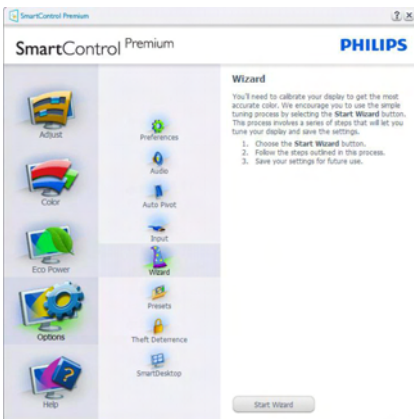 SmartControl Premium
SmartControl Premium
PHILIPS
Adjust
Color
Eco Power
Options
Help
Preferences
Audio
Auto Pivot
Input
Wizard
Presets
Theft Deterrence
SmartDesktop
Wizard
You'll need to calibrate your display to get the most
accurate color. We encourage you to use the simple
tuning process by selecting the Start Wizard button.
This process involves a series of steps that will let you
tune your display and save the settings.
1. Choose the Start Wizard button.
2. Follow the steps outlined in this process.
3. Save your settings for future use.
Start Wizard